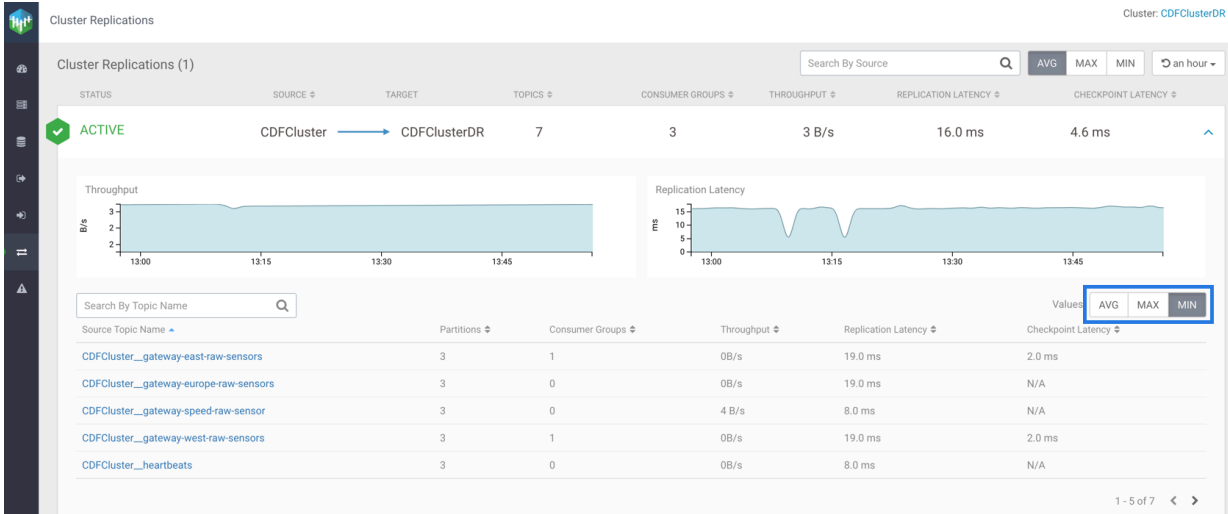 Cluster Replications
Cluster: CDFClusterDR
Cluster Replications (1)
Search By Source
AVG MAX MIN
an hour
STATUS SOURCE TARGET TOPICS CONSUMER GROUPS THROUGHPUT REPLICATION LATENCY CHECKPOINT LATENCY
ACTIVE CDFCluster CDFClusterDR 7 3 3 B/s 16.0 ms 4.6 ms
Throughput
B/s
3
2
2
13:00 13:15 13:30 13:45
Replication Latency
ms
15
10
5
0
13:00 13:15 13:30 13:45
Search By Topic Name
Values AVG MAX MIN
Source Topic Name Partitions Consumer Groups Throughput Replication Latency Checkpoint Latency
CDFCluster__gateway-east-raw-sensors 3 1 0B/s 19.0 ms 2.0 ms
CDFCluster__gateway-europe-raw-sensors 3 0 0B/s 19.0 ms N/A
CDFCluster__gateway-speed-raw-sensor 3 0 4 B/s 8.0 ms N/A
CDFCluster__gateway-west-raw-sensors 3 1 0B/s 19.0 ms 2.0 ms
CDFCluster__heartbeats 3 0 0B/s 8.0 ms N/A
1 - 5 of 7